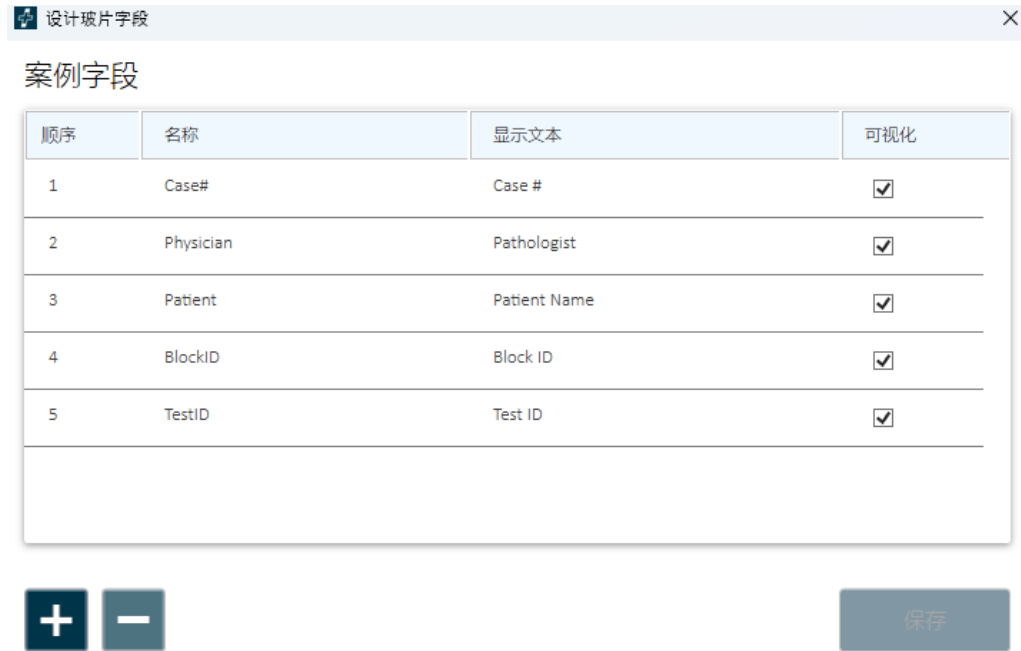 设计玻片字段
案例字段
顺序 名称 显示文本 可视化
1 Case# Case #
2 Physician Pathologist
3 Patient Patient Name
4 BlockID Block ID
5 TestID Test ID
保存